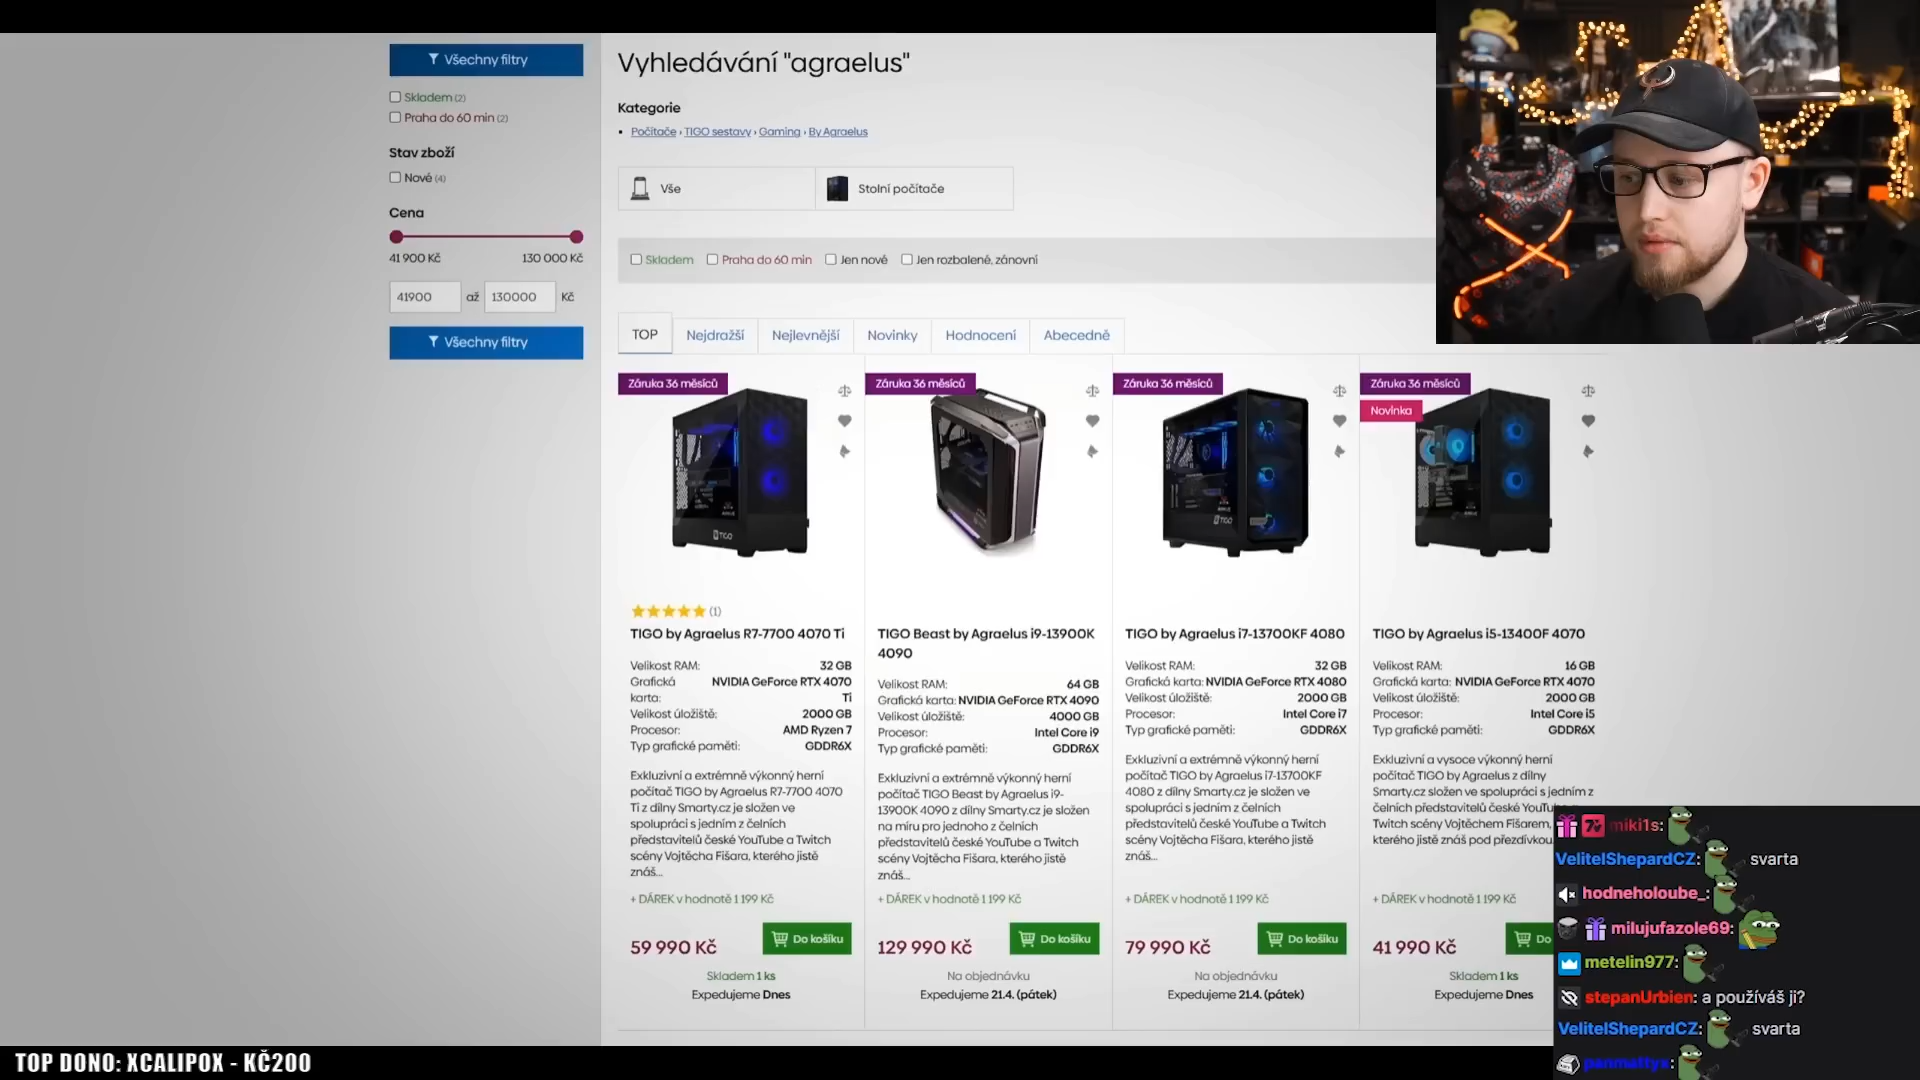 Všechny filtry
Skladem (2)
Praha do 60 min (2)
Stav zboží
Nové (4)
Cena
41 900 Kč 130 000 Kč
41900 až 130000 Kč
Všechny filtry
Vyhledávání "agraelus"
Kategorie
Počítače › TIGO sestavy › Gaming › By Agraelus
Vše Stolní počítače
Skladem Praha do 60 min Jen nové Jen rozbalené, zánovní
TOP Nejdražší Nejlevnější Novinky Hodnocení Abecedně
Záruka 36 měsíců
TIGO
(1)
TIGO by Agraelus R7-7700 4070 Ti
Velikost RAM: 32 GB
Grafická NVIDIA GeForce RTX 4070
karta: Ti
Velikost úložiště: 2000 GB
Procesor: AMD Ryzen 7
Typ grafické paměti: GDDR6X
Exkluzivní a extrémně výkonný herní
počítač TIGO by Agraelus R7-7700 4070
Ti z dílny Smarty.cz je složen ve
spolupráci s jedním z čelních
představitelů české YouTube a Twitch
scény Vojtěcha Fišara, kterého jistě
znáš...
+ DÁREK v hodnotě 1 199 Kč
59 990 Kč Do košíku
Skladem 1 ks
Expedujeme Dnes
Záruka 36 měsíců
TIGO Beast by Agraelus i9-13900K
4090
Velikost RAM: 64 GB
Grafická karta: NVIDIA GeForce RTX 4090
Velikost úložiště: 4000 GB
Procesor: Intel Core i9
Typ grafické paměti: GDDR6X
Exkluzivní a extrémně výkonný herní
počítač TIGO Beast by Agraelus i9-
13900K 4090 z dílny Smarty.cz je složen
na míru pro jednoho z čelních
představitelů české YouTube a Twitch
scény Vojtěcha Fišara, kterého jistě
znáš...
+ DÁREK v hodnotě 1 199 Kč
129 990 Kč Do košíku
Na objednávku
Expedujeme 21.4. (pátek)
Záruka 36 měsíců
TIGO
TIGO by Agraelus i7-13700KF 4080
Velikost RAM: 32 GB
Grafická karta: NVIDIA GeForce RTX 4080
Velikost úložiště: 2000 GB
Procesor: Intel Core i7
Typ grafické paměti: GDDR6X
Exkluzivní a extrémně výkonný herní
počítač TIGO by Agraelus i7-13700KF
4080 z dílny Smarty.cz je složen ve
spolupráci s jedním z čelních
představitelů české YouTube a Twitch
scény Vojtěcha Fišara, kterého jistě
znáš...
+ DÁREK v hodnotě 1 199 Kč
79 990 Kč Do košíku
Na objednávku
Expedujeme 21.4. (pátek)
Záruka 36 měsíců
Novinka
TIGO by Agraelus i5-13400F 4070
Velikost RAM: 16 GB
Grafická karta: NVIDIA GeForce RTX 4070
Velikost úložiště: 2000 GB
Procesor: Intel Core i5
Typ grafické paměti: GDDR6X
Exkluzivní a vysoce výkonný herní
počítač TIGO by Agraelus z dílny
Smarty.cz je složen ve spolupráci s jedním z
čelních představitelů české YouTu
Twitch scény Vojtěchem Fišarem,
kterého jistě znáš pod přezdívkou
+ DÁREK v hodnotě 1 199 Kč
41 990 Kč Do
Skladem 1 ks
Expedujeme Dnes
miki1s:
VelitelShepardCZ: svarta
hodneholoube_:
milujufazole69:
metelin977:
stepanUrbien: a používáš ji?
VelitelShepardCZ: svarta
panmattyx:
TOP DONO: XCALIPOX - KČ200